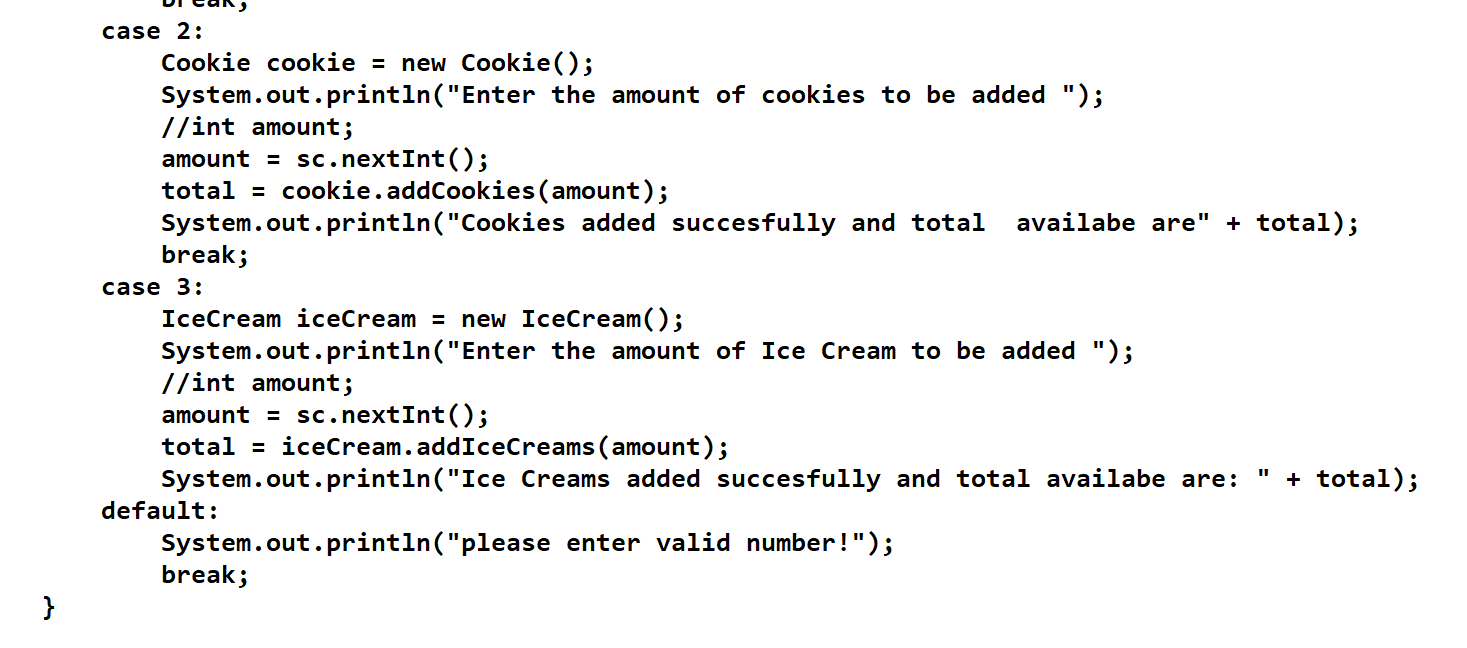 break;
case 2:
Cookie cookie = new Cookie();
System.out.println("Enter the amount of cookies to be added ");
//int amount;
amount = sc.nextInt();
total = cookie.addCookies(amount);
System.out.println("Cookies added succesfully and total  availabe are" + total);
break;
case 3:
IceCream iceCream = new IceCream();
System.out.println("Enter the amount of Ice Cream to be added ");
//int amount;
amount = sc.nextInt();
total = iceCream.addIceCreams(amount);
System.out.println("Ice Creams added succesfully and total availabe are: " + total);
default:
System.out.println("please enter valid number!");
break;
}